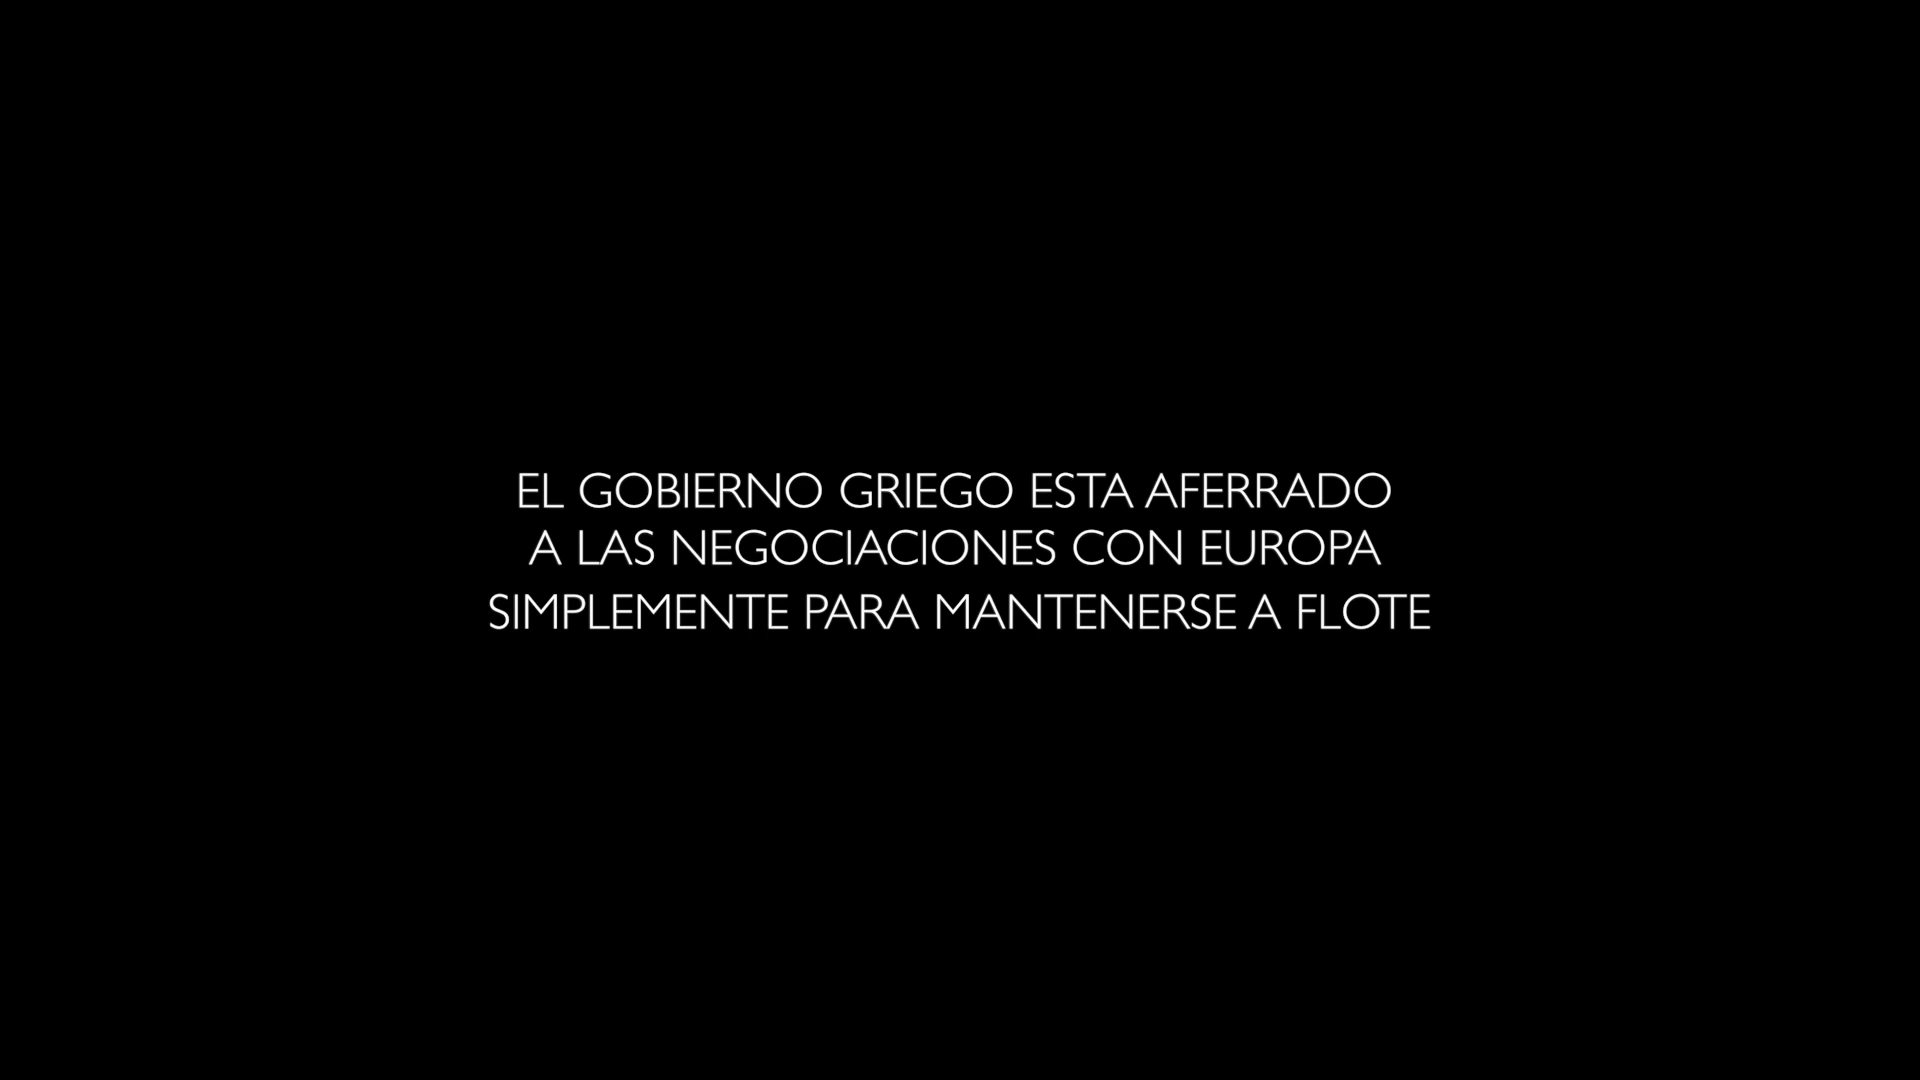 EL GOBIERNO GRIEGO ESTA AFERRADO
A LAS NEGOCIACIONES CON EUROPA
SIMPLEMENTE PARA MANTENERSE A FLOTE